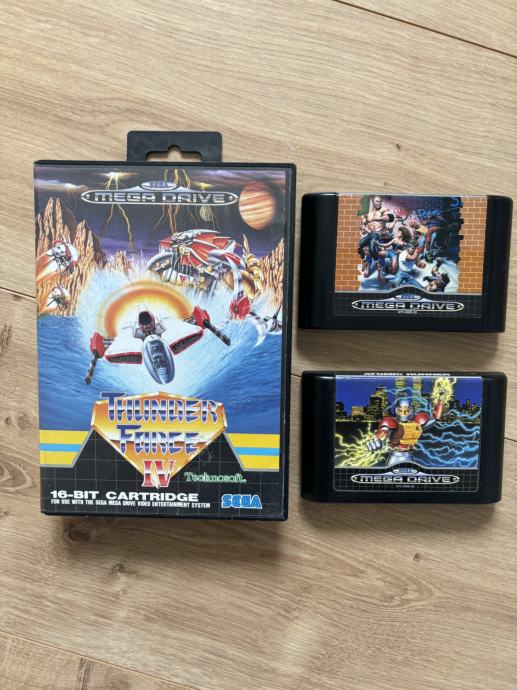 SEGA
MEGA DRIVE
THUNDER
FORCE
IV
Tecnosoft.
16-BIT CARTRIDGE
FOR USE WITH THE SEGA MEGA DRIVE VIDEO ENTERTAINMENT SYSTEM
SEGA
SEGA
MEGA DRIVE
ATOMIC RUNNER
SEGA
MEGA DRIVE